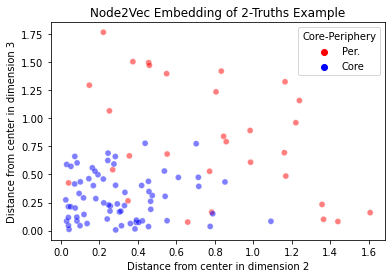 Node2Vec Embedding of 2-Truths Example
Core-Periphery
Per.
Core
Distance from center in dimension 3
1.75
1.50
1.25
1.00
0.75
0.50
0.25
0.00
0.0 0.2 0.4 0.6 0.8 1.0 1.2 1.4 1.6
Distance from center in dimension 2